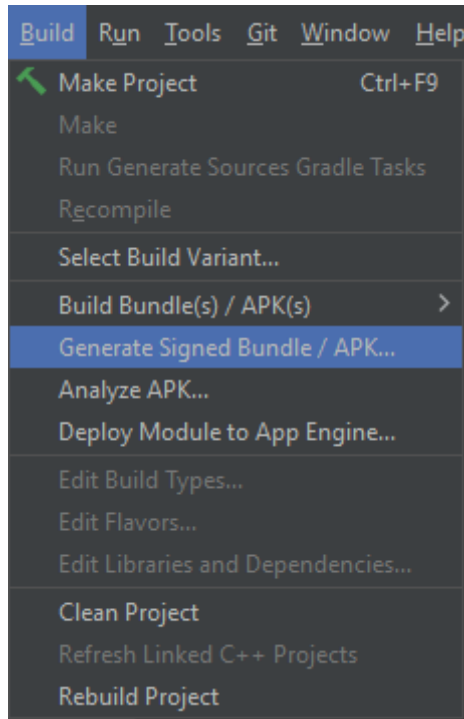 Build Run Tools Git Window Help
Make Project Ctrl+F9
Make
Run Generate Sources Gradle Tasks
Recompile
Select Build Variant...
Build Bundle(s) / APK(s)
Generate Signed Bundle / APK...
Analyze APK...
Deploy Module to App Engine...
Edit Build Types...
Edit Flavors...
Edit Libraries and Dependencies...
Clean Project
Refresh Linked C++ Projects
Rebuild Project